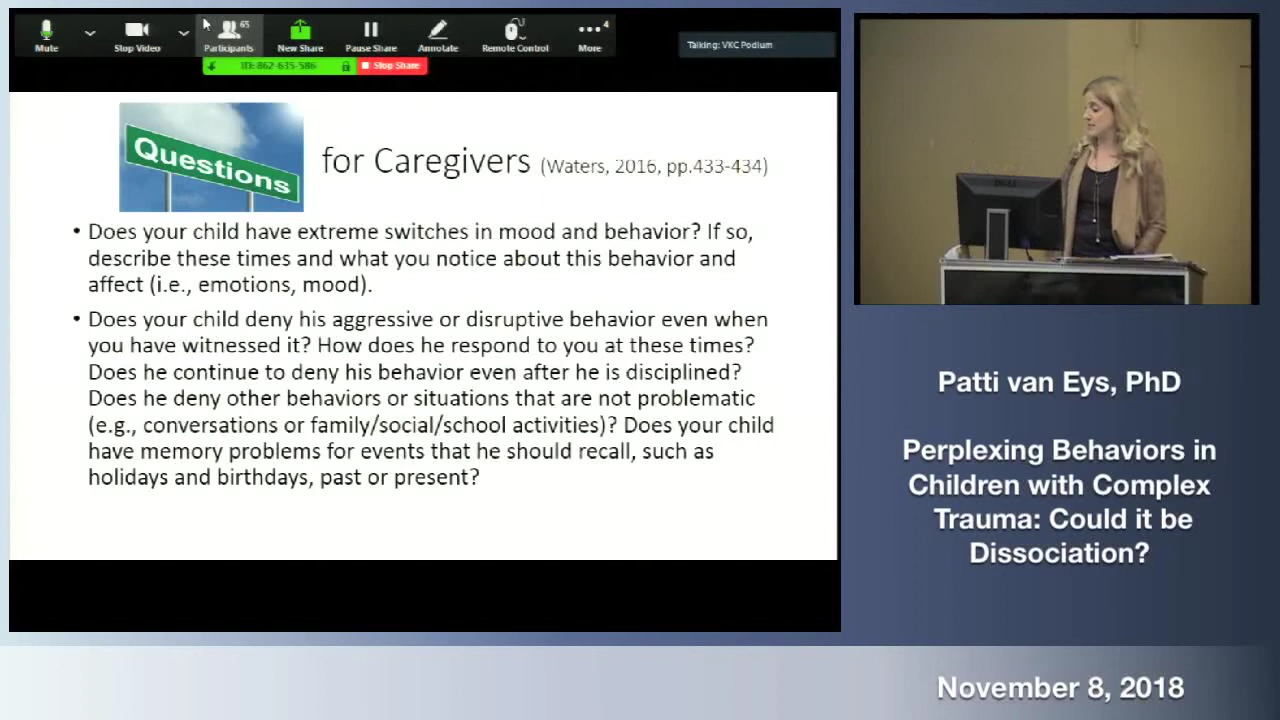 Mute
Stop Video
Participants
65
New Share
Pause Share
Annotate
Remote Control
4
More
Talking: VKC Podium
ID: 862-635-586
Stop Share
Questions
for Caregivers (Waters, 2016, pp.433-434)
• Does your child have extreme switches in mood and behavior? If so,
describe these times and what you notice about this behavior and
affect (i.e., emotions, mood).
• Does your child deny his aggressive or disruptive behavior even when
you have witnessed it? How does he respond to you at these times?
Does he continue to deny his behavior even after he is disciplined?
Does he deny other behaviors or situations that are not problematic
(e.g., conversations or family/social/school activities)? Does your child
have memory problems for events that he should recall, such as
holidays and birthdays, past or present?
DELL
Patti van Eys, PhD
Perplexing Behaviors in
Children with Complex
Trauma: Could it be
Dissociation?
November 8, 2018